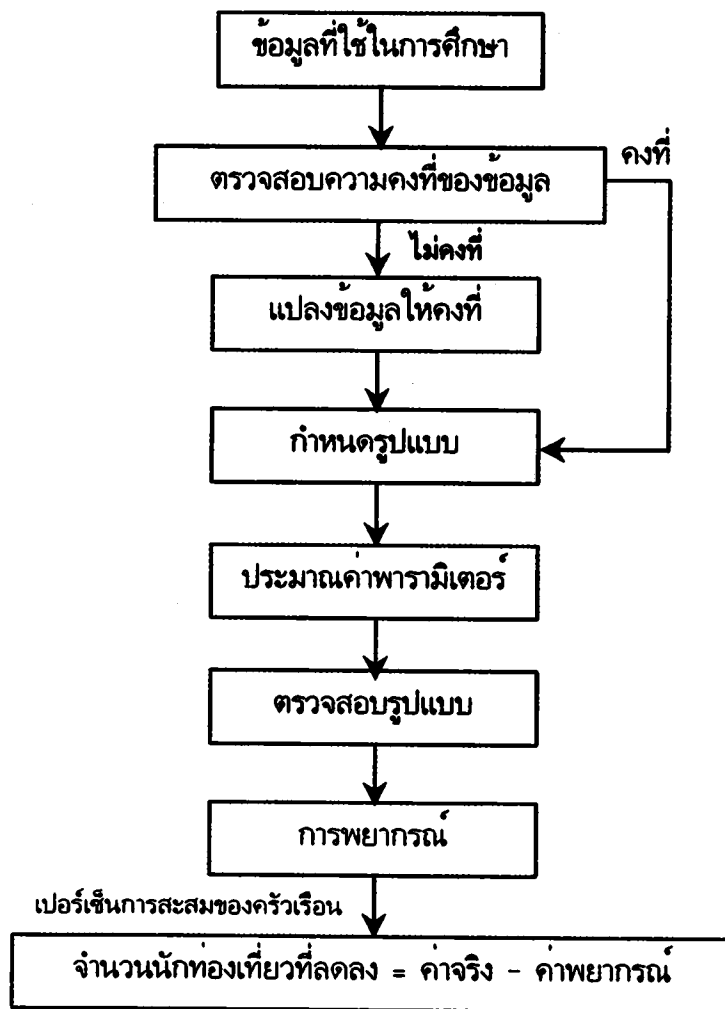 ข้อมูลที่ใช้ในการศึกษา
คงที่
ตรวจสอบความคงที่ของข้อมูล
ไม่คงที่
แปลงข้อมูลให้คงที่
กำหนดรูปแบบ
ประมาณค่าพารามิเตอร์
ตรวจสอบรูปแบบ
การพยากรณ์
เปอร์เซ็นการสะสมของครัวเรือน
จำนวนนักท่องเที่ยวที่ลดลง = ค่าจริง - ค่าพยากรณ์